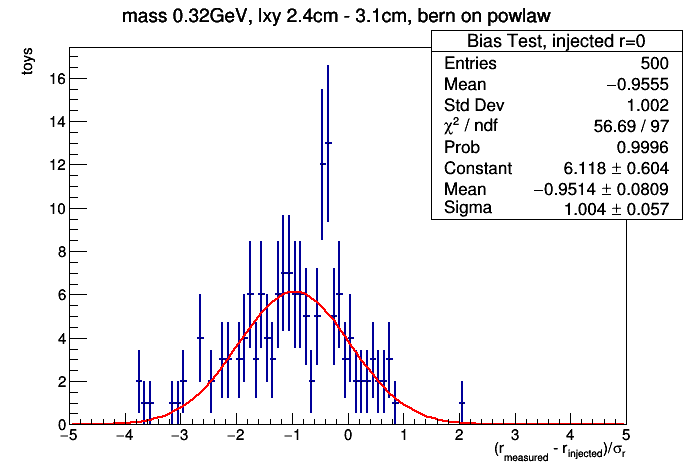 mass 0.32GeV, lxy 2.4cm - 3.1cm, bern on powlaw
Bias Test, injected r=0
Entries 500
Mean −0.9555
Std Dev 1.002
χ² / ndf 56.69 / 97
Prob 0.9996
Constant 6.118 ± 0.604
Mean −0.9514 ± 0.0809
Sigma 1.004 ± 0.057
toys
16
14
12
10
8
6
4
2
0
−5 −4 −3 −2 −1 0 1 2 3 4 5
(r_measured - r_injected)/σ_r